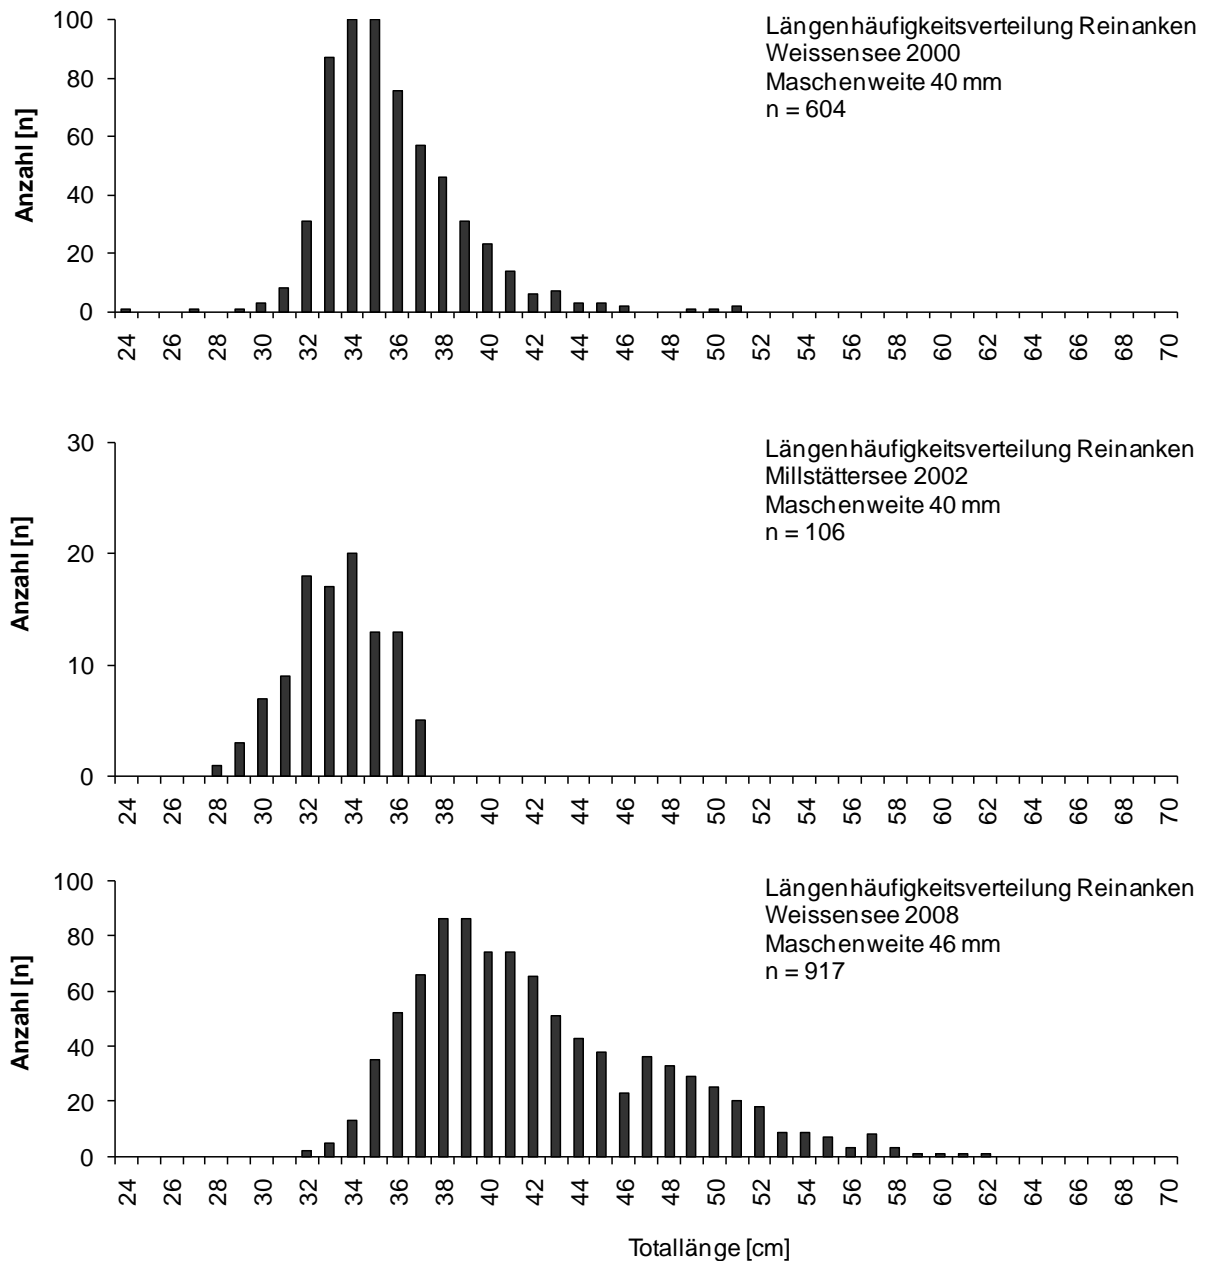 Längenhäufigkeitsverteilung Reinanken
Weissensee 2000
Maschenweite 40 mm
n = 604
Anzahl [n]
100
80
60
40
20
0
24 26 28 30 32 34 36 38 40 42 44 46 48 50 52 54 56 58 60 62 64 66 68 70
Längenhäufigkeitsverteilung Reinanken
Millstättersee 2002
Maschenweite 40 mm
n = 106
Anzahl [n]
30
20
10
0
24 26 28 30 32 34 36 38 40 42 44 46 48 50 52 54 56 58 60 62 64 66 68 70
Längenhäufigkeitsverteilung Reinanken
Weissensee 2008
Maschenweite 46 mm
n = 917
Anzahl [n]
100
80
60
40
20
0
24 26 28 30 32 34 36 38 40 42 44 46 48 50 52 54 56 58 60 62 64 66 68 70
Totallänge [cm]